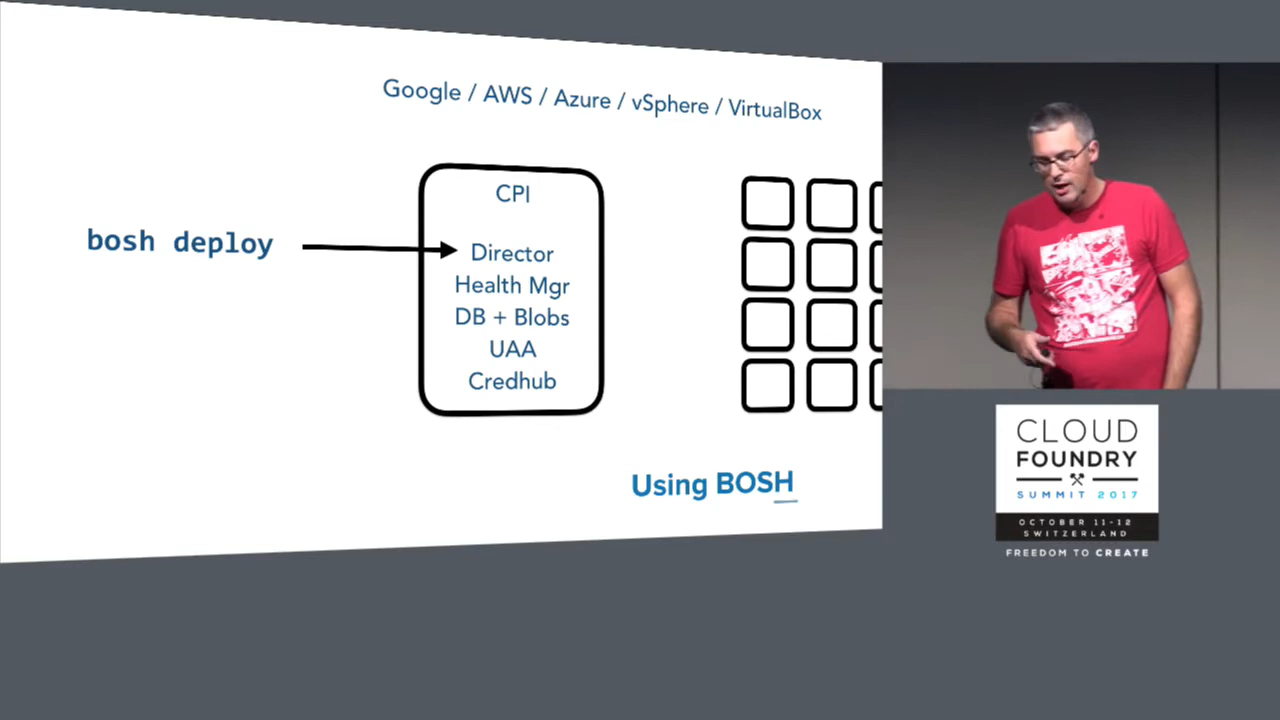 Google / AWS / Azure / vSphere / VirtualBox
CPI
bosh deploy
Director
Health Mgr
DB + Blobs
UAA
Credhub
Using BOSH
CLOUD
FOUNDRY
SUMMIT 2017
OCTOBER 11-12
SWITZERLAND
FREEDOM TO CREATE